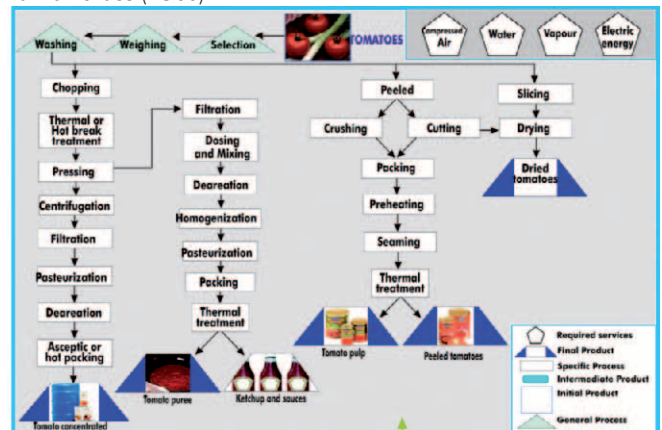 Washing
Weighing
Selection
TOMATOES
Compressed
Air
Water
Vapour
Electric
energy
Chopping
Thermal or
Hot break
treatment
Pressing
Centrifugation
Filtration
Pasteurization
Deareation
Asceptic or
hot packing
Tomato concentrated
Filtration
Dosing
and Mixing
Deareation
Homogenization
Pasteurization
Packing
Thermal
treatment
Tomato puree
Ketchup and sauces
Peeled
Crushing
Cutting
Packing
Preheating
Seaming
Thermal
treatment
Tomato pulp
Peeled tomatoes
Slicing
Drying
Dried
tomatoes
Required services
Final Product
Specific Process
Intermediate Product
Initial Product
General Process